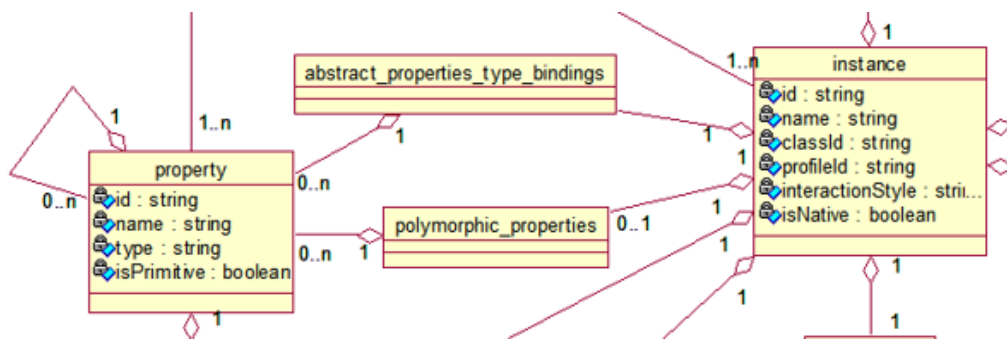 1
1..n
instance
abstract_properties_type_bindings
id : string
name : string
classId : string
profileId : string
interactionStyle : strin...
isNative : boolean
1
1..n
1
1
property
id : string
name : string
type : string
isPrimitive : boolean
0..n
0..n
1
polymorphic_properties
0..1
1
0..n
1
1
1
1
1
1